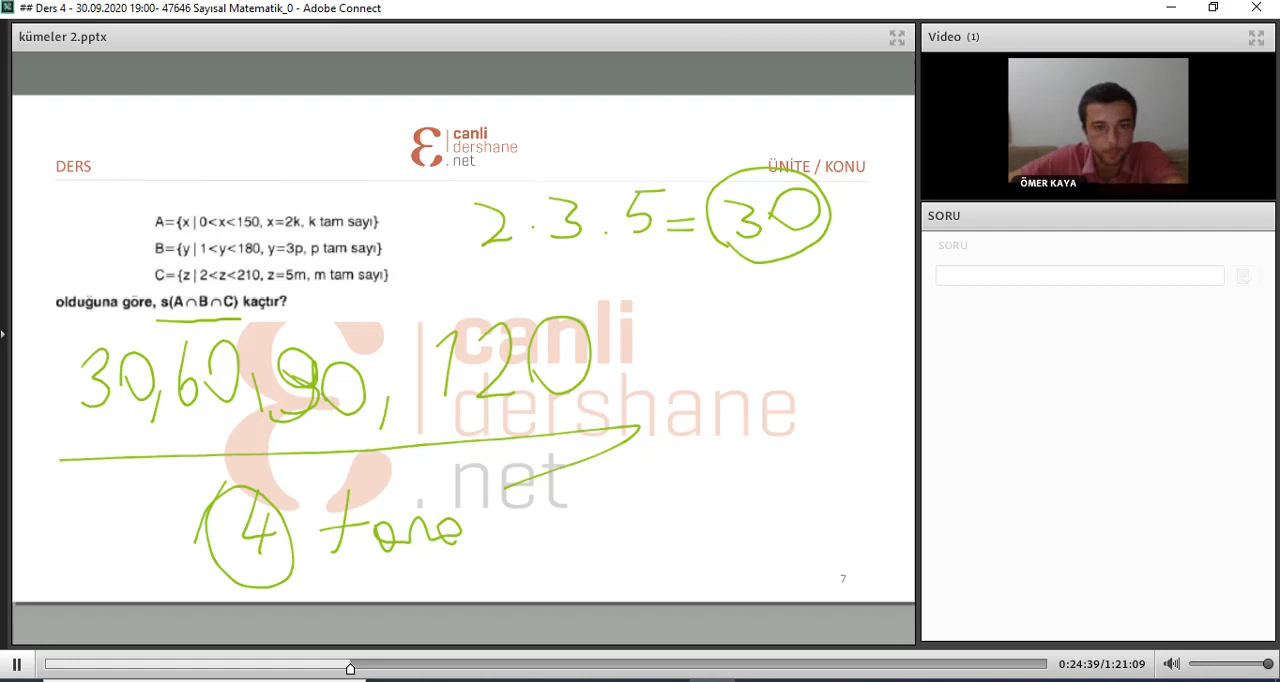 ## Ders 4 - 30.09.2020 19:00- 47646 Sayısal Matematik_0 - Adobe Connect
kümeler 2.pptx
Video (1)
canli
dershane
.net
DERS
ÜNİTE / KONU
ÖMER KAYA
A={x | 0<x<150, x=2k, k tam sayı}
2 . 3 . 5 = 30
SORU
B={y | 1<y<180, y=3p, p tam sayı}
SORU
C={z | 2<z<210, z=5m, m tam sayı}
olduğuna göre, s(A∩B∩C) kaçtır?
canli
dershane
.net
30, 60, 90, 120
4 tane
7
0:24:39/1:21:09